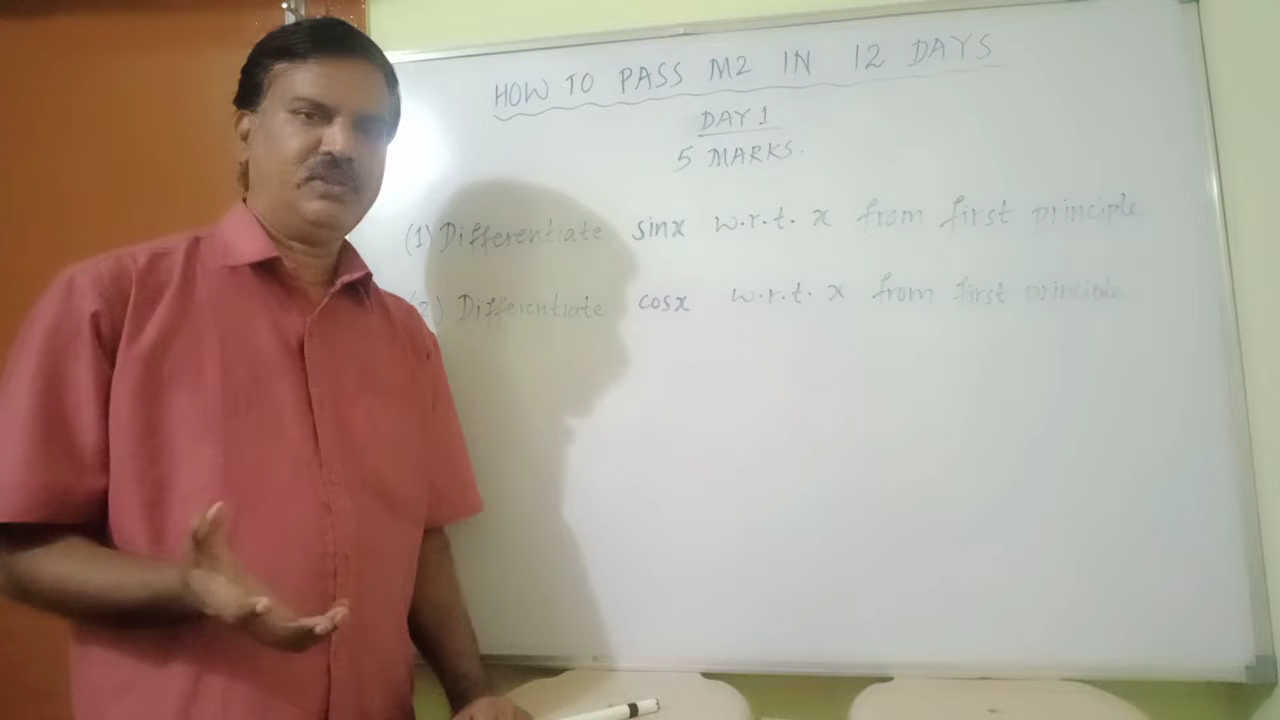 HOW TO PASS M2 IN 12 DAYS
DAY 1
5 MARKS.
(1) Differentiate sinx w.r.t. x from first principle
(2) Differentiate cosx w.r.t. x from first principle